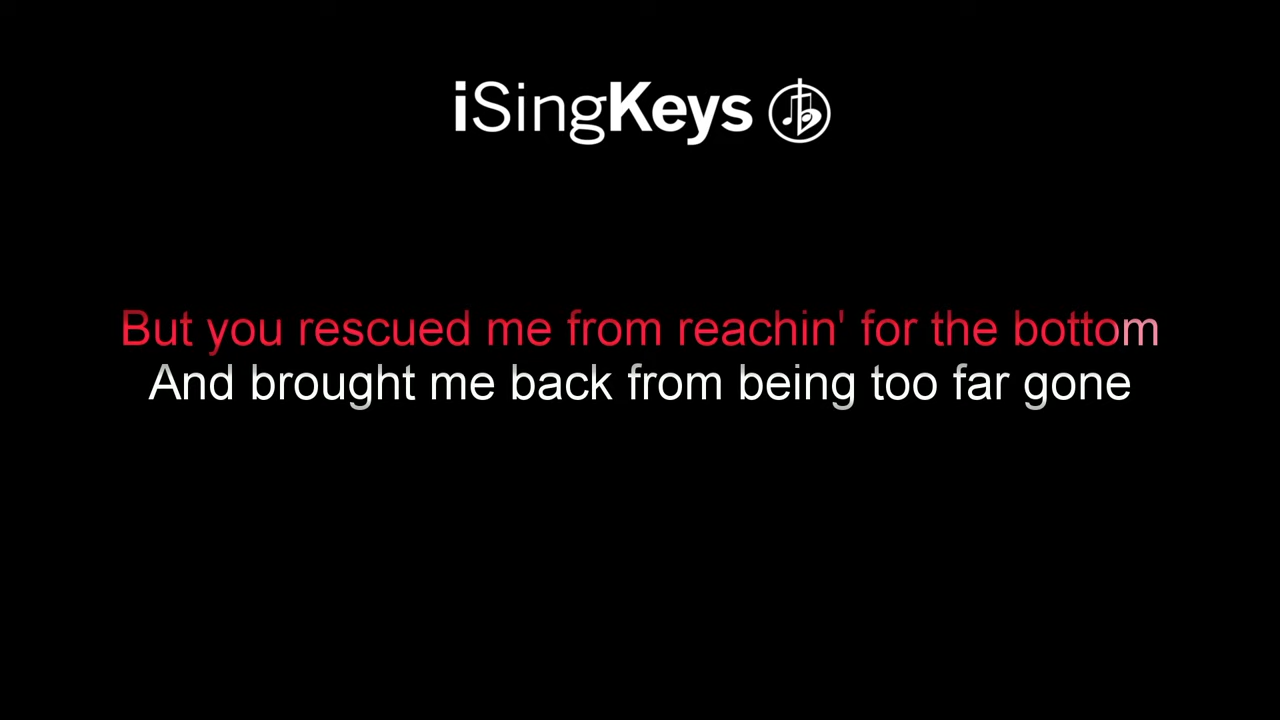 iSingKeys
But you rescued me from reachin' for the bottom
And brought me back from being too far gone